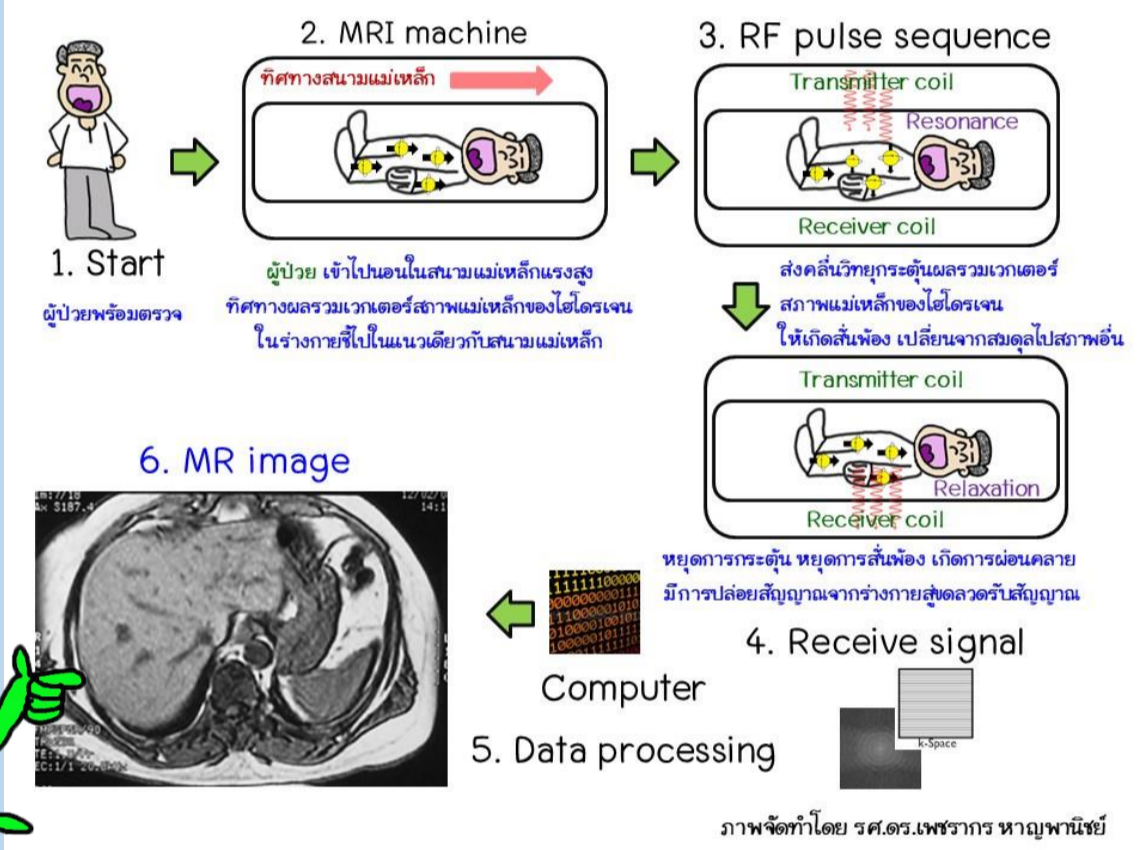 2. MRI machine
3. RF pulse sequence
ทิศทางสนามแม่เหล็ก
Transmitter coil
Resonance
Receiver coil
1. Start
ผู้ป่วยพร้อมตรวจ
ผู้ป่วย เข้าไปนอนในสนามแม่เหล็กแรงสูง
ทิศทางผลรวมเวกเตอร์สภาพแม่เหล็กของไฮโดรเจน
ในร่างกายชี้ไปในแนวเดียวกับสนามแม่เหล็ก
ส่งคลื่นวิทยุกระตุ้นผลรวมเวกเตอร์
สภาพแม่เหล็กของไฮโดรเจน
ให้เกิดสั่นพ้อง เปลี่ยนจากสมดุลไปสภาพอื่น
Transmitter coil
Relaxation
Receiver coil
หยุดการกระตุ้น หยุดการสั่นพ้อง เกิดการผ่อนคลาย
มีการปล่อยสัญญาณจากร่างกายสู่ขดลวดรับสัญญาณ
4. Receive signal
k-Space
Computer
5. Data processing
6. MR image
ภาพจัดทำโดย รศ.ดร.เพชรากร หาญพานิชย์